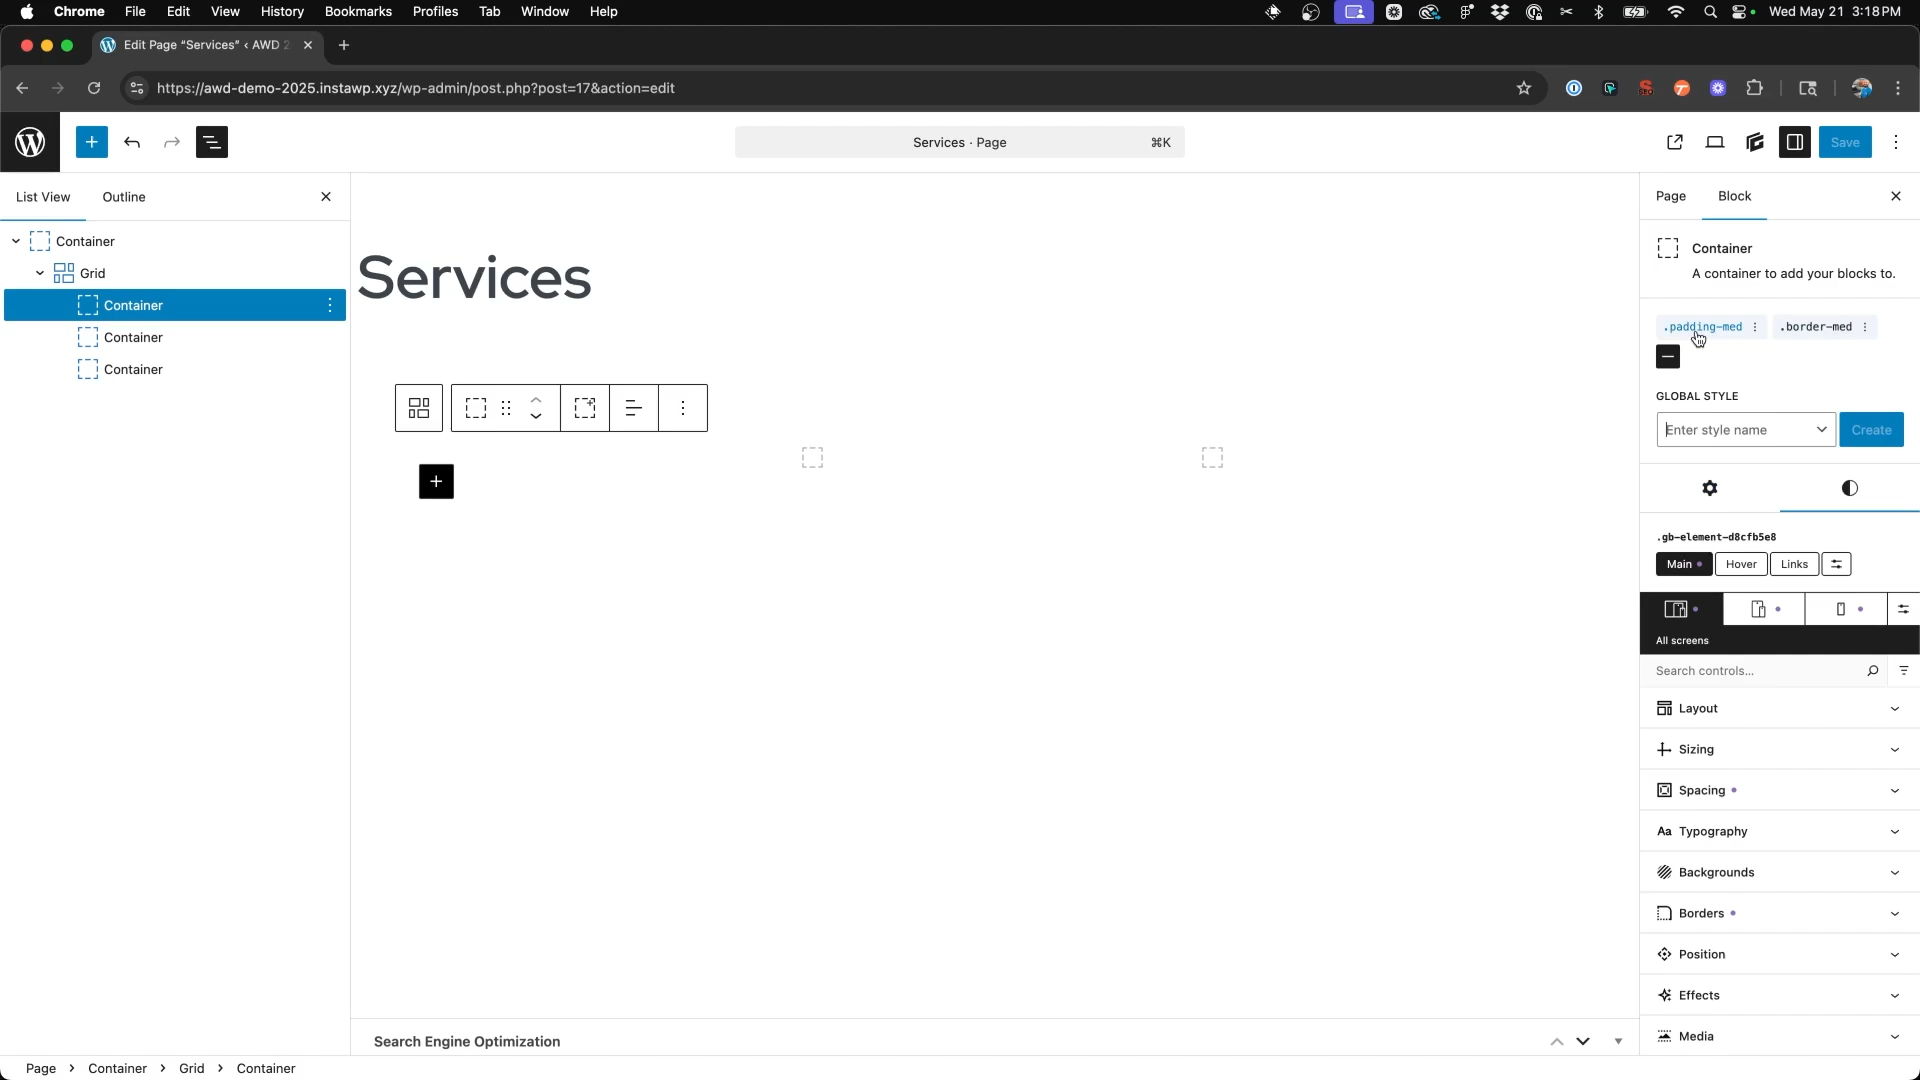 Chrome File Edit View History Bookmarks Profiles Tab Window Help
Wed May 21 3:18 PM
Edit Page “Services” ‹ AWD 2
https://awd-demo-2025.instawp.xyz/wp-admin/post.php?post=17&action=edit
Services · Page ⌘K
Save
List View Outline
Page Block
Container
Grid
Container
Container
Container
Services
Container
A container to add your blocks to.
.padding-med .border-med
GLOBAL STYLE
Enter style name Create
.gb-element-d8cfb5e8
Main Hover Links
All screens
Search controls...
Layout
Sizing
Spacing
Aa Typography
Backgrounds
Borders
Position
Effects
Media
Search Engine Optimization
Page › Container › Grid › Container